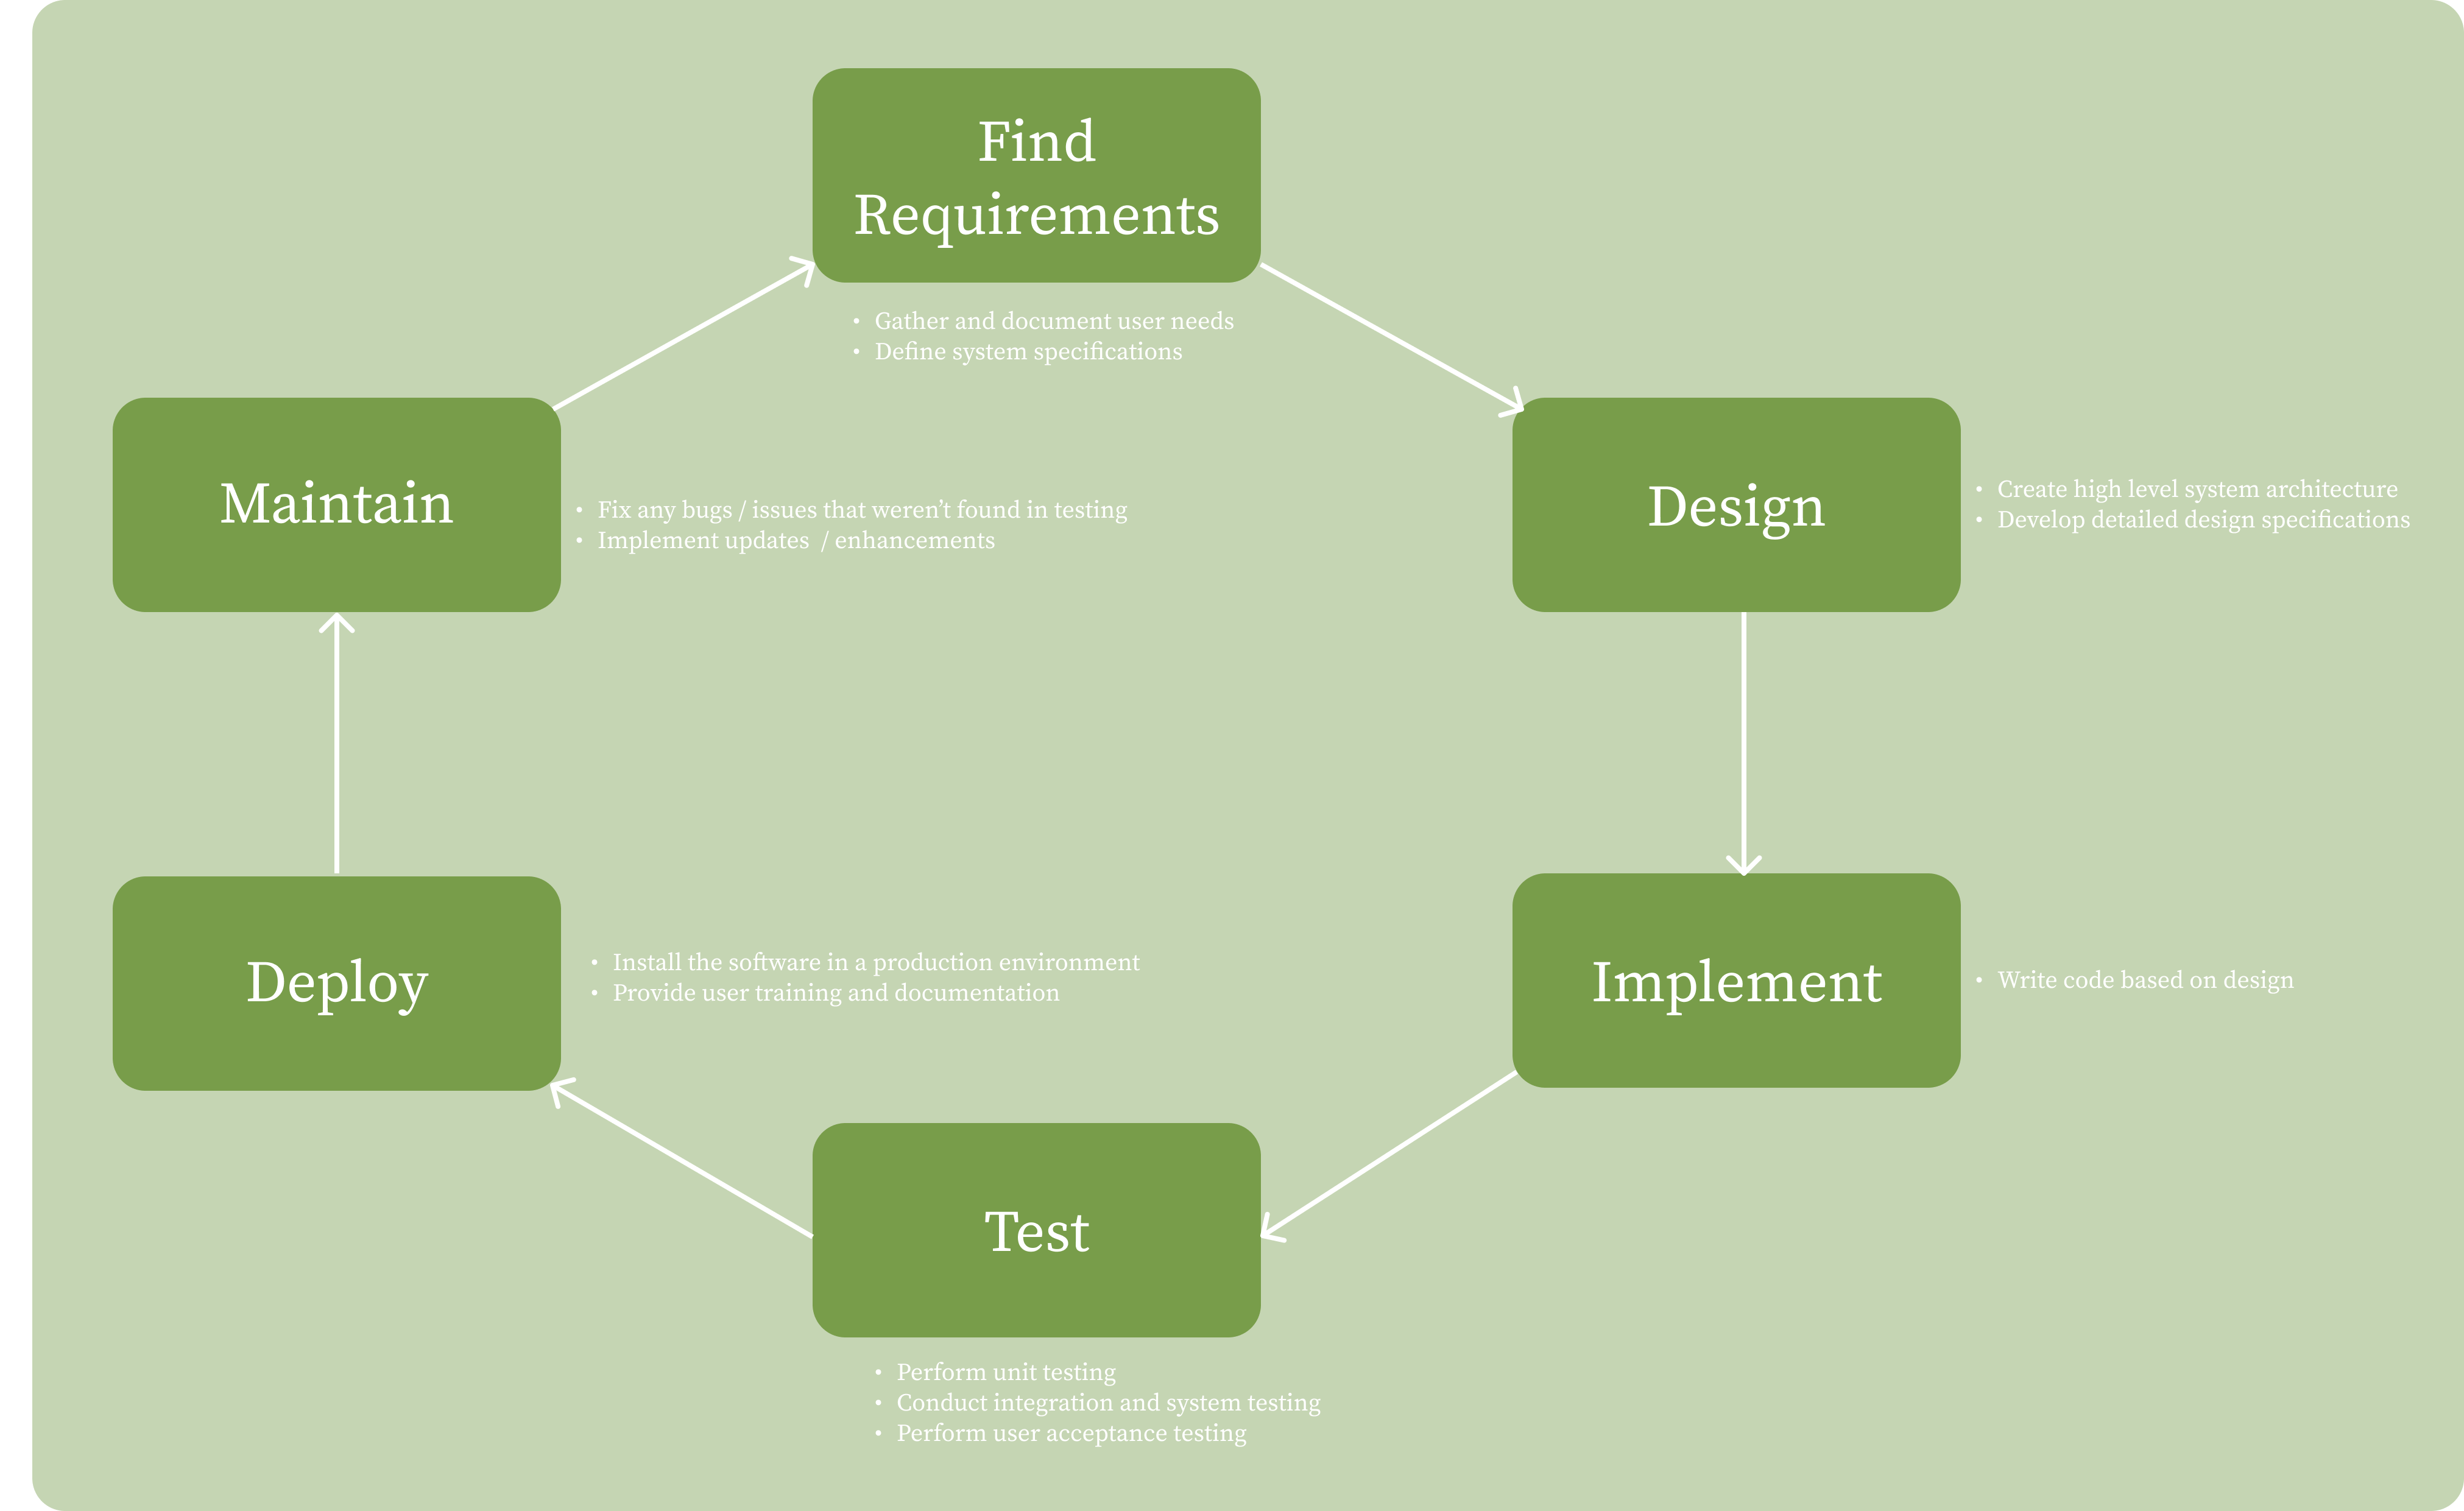 Find
Requirements
• Gather and document user needs
• Define system specifications
Design
• Create high level system architecture
• Develop detailed design specifications
Implement
• Write code based on design
Test
• Perform unit testing
• Conduct integration and system testing
• Perform user acceptance testing
Deploy
• Install the software in a production environment
• Provide user training and documentation
Maintain
• Fix any bugs / issues that weren’t found in testing
• Implement updates  / enhancements